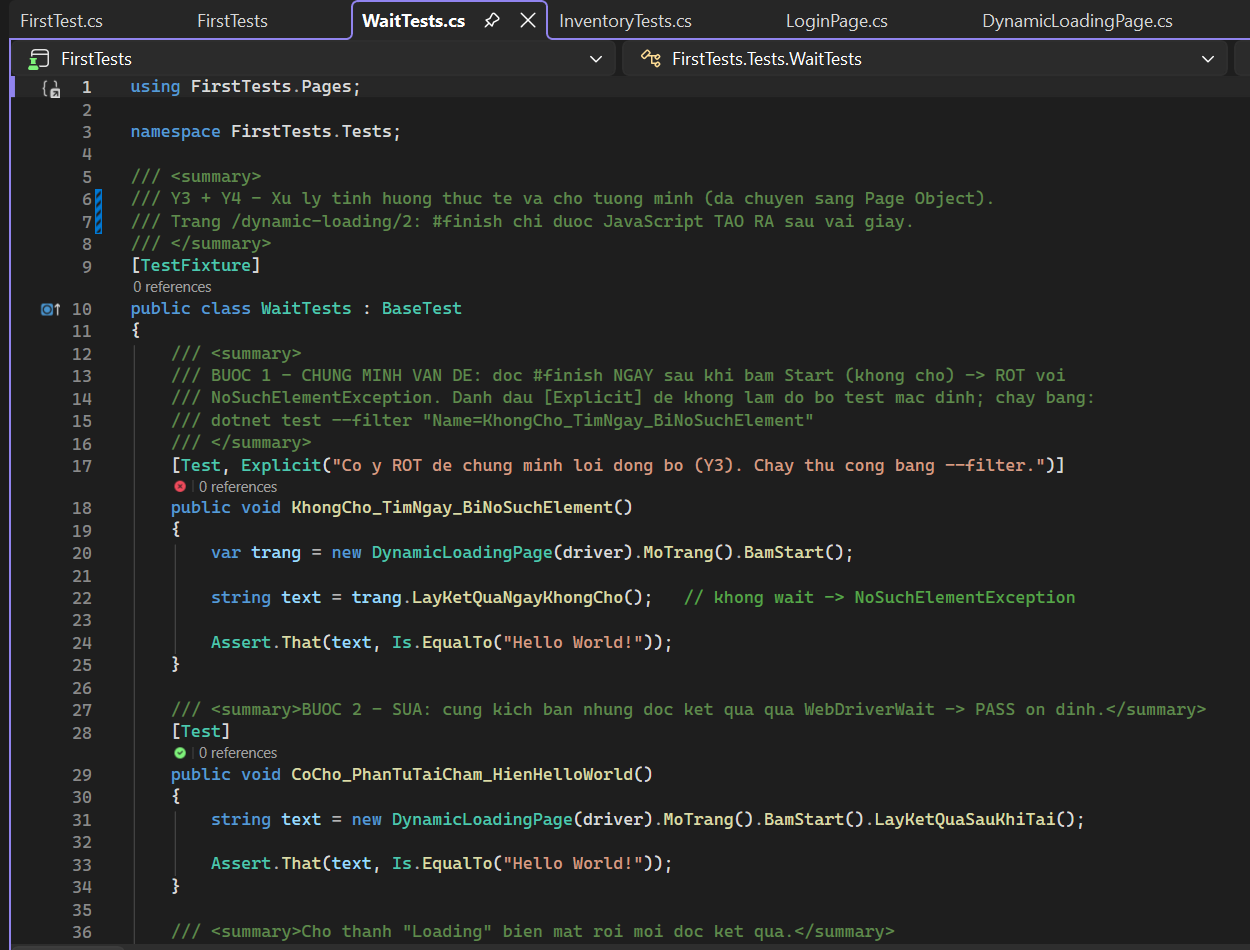 FirstTest.cs FirstTests WaitTests.cs InventoryTests.cs LoginPage.cs DynamicLoadingPage.cs
FirstTests FirstTests.Tests.WaitTests
1 using FirstTests.Pages;
2
3 namespace FirstTests.Tests;
4
5 /// <summary>
6 /// Y3 + Y4 - Xu ly tinh huong thuc te va cho tuong minh (da chuyen sang Page Object).
7 /// Trang /dynamic-loading/2: #finish chi duoc JavaScript TAO RA sau vai giay.
8 /// </summary>
9 [TestFixture]
0 references
10 public class WaitTests : BaseTest
11 {
12 /// <summary>
13 /// BUOC 1 - CHUNG MINH VAN DE: doc #finish NGAY sau khi bam Start (khong cho) -> ROT voi
14 /// NoSuchElementException. Danh dau [Explicit] de khong lam do bo test mac dinh; chay bang:
15 /// dotnet test --filter "Name=KhongCho_TimNgay_BiNoSuchElement"
16 /// </summary>
17 [Test, Explicit("Co y ROT de chung minh loi dong bo (Y3). Chay thu cong bang --filter.")]
0 references
18 public void KhongCho_TimNgay_BiNoSuchElement()
19 {
20 var trang = new DynamicLoadingPage(driver).MoTrang().BamStart();
21
22 string text = trang.LayKetQuaNgayKhongCho(); // khong wait -> NoSuchElementException
23
24 Assert.That(text, Is.EqualTo("Hello World!"));
25 }
26
27 /// <summary>BUOC 2 - SUA: cung kich ban nhung doc ket qua qua WebDriverWait -> PASS on dinh.</summary>
28 [Test]
0 references
29 public void CoCho_PhanTuTaiCham_HienHelloWorld()
30 {
31 string text = new DynamicLoadingPage(driver).MoTrang().BamStart().LayKetQuaSauKhiTai();
32
33 Assert.That(text, Is.EqualTo("Hello World!"));
34 }
35
36 /// <summary>Cho thanh "Loading" bien mat roi moi doc ket qua.</summary>